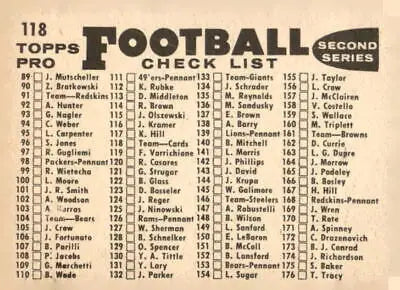 118
TOPPS PRO
FOOTBALL
CHECK LIST
SECOND SERIES
89 J. Mutscheller
90 Z. Bratkowski
91 Team--Redskins
92 A. Hunter
93 G. Nagler
94 C. Weber
95 L. Carpenter
96 S. Jones
97 R. Gugliemi
98 Packers-Pennant
99 R. Wietecha
100 L.
101 J. R. Smith
102 A. Woodson
103 Karras
104 Team--Bears
105 J. Crow
106 J. Fortunato
107 B. Parilli
108 P. Jacobs
109 G. Marchetti
110 B. Wade
111 49'ers-Pennant
112 K. Rubke
113 D. Middleton
114 R. Brown
115 J. Olszewski
116 J. Kramer
117 K. Hill
118 Team--Cards
119 F. Varrichione
120 R. Casares
121 G. Strugar
122 B. Glass
123 D. Bosseler
124 J. Reger
125 J. Ninowski
126 Rams-Pennant
127 W. Sherman
128 B. Schnelker
129 O. Spencer
130 A. Tittle
131 Y. Lary
132 J. Parker
133 Team--Giants
134 J. Schrader
135 M. Reynolds
136 M. Sandusky
137 E. Brown
138 A. Barry
139 Lions-Pennant
140 B. Mitchell
141 L. Morris
142 J. Phillips
143 J. David
144 J. Krupa
145 W. Galimore
146 Team--Steelers
147 A. Robustelli
148 B. Wilson
149 L. Sanford
150 E. LeBaron
151 D. McColl
152 B. Lansford
153 Bears-Pennant
154 L. Sugar
155 J. Taylor
156 L. Crow
157 J. McClairen
158 V. Costello
159 S. Wallace
160 M. Triplett
161 Team--Browns
162 D. Currie
163 L. G. Dupre
164 J. Morrow
165 J. Podoley
166 B. Bosley
167 H. Hill
168 Redskins-Pennant
169 R. Wren
170 T. Rote
171 A. Spinney
172 C. Drazenovich
173 B. C. Conrad
174 J. Richardson
175 S. Baker
176 T. Tracy